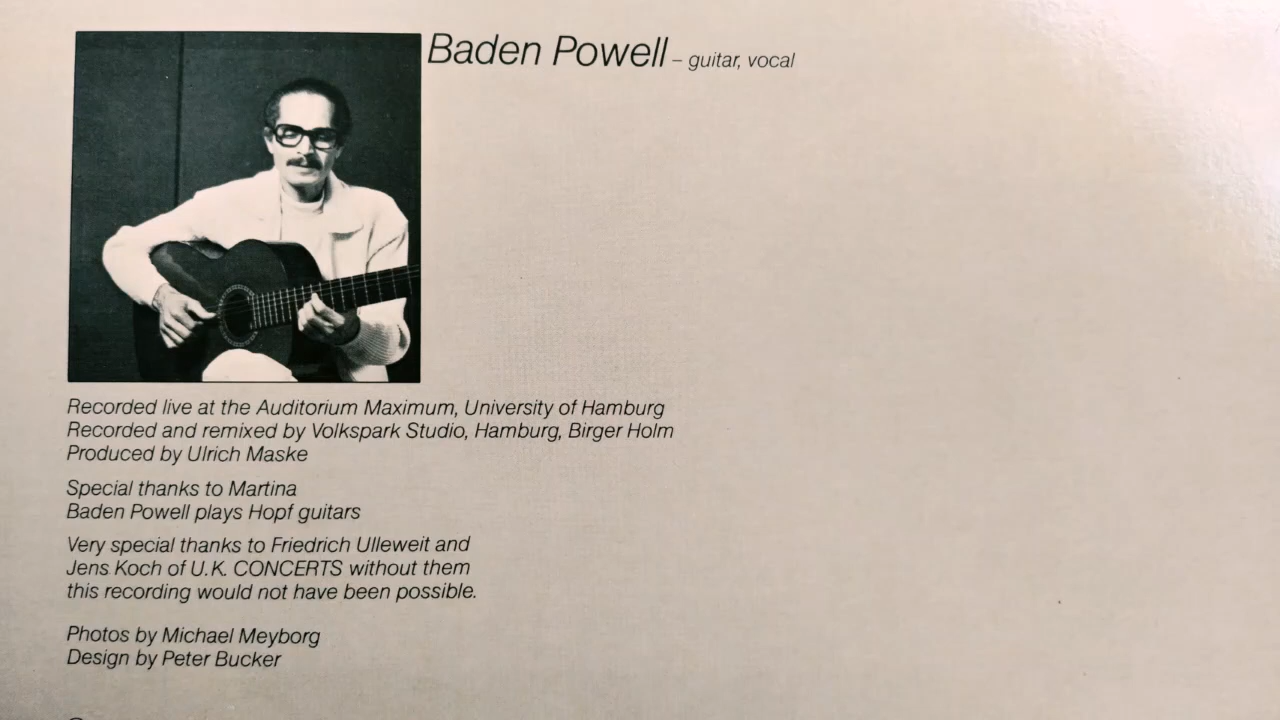 Baden Powell – guitar, vocal
Recorded live at the Auditorium Maximum, University of Hamburg
Recorded and remixed by Volkspark Studio, Hamburg, Birger Holm
Produced by Ulrich Maske
Special thanks to Martina
Baden Powell plays Hopf guitars
Very special thanks to Friedrich Ulleweit and
Jens Koch of U.K. CONCERTS without them
this recording would not have been possible.
Photos by Michael Meyborg
Design by Peter Bucker